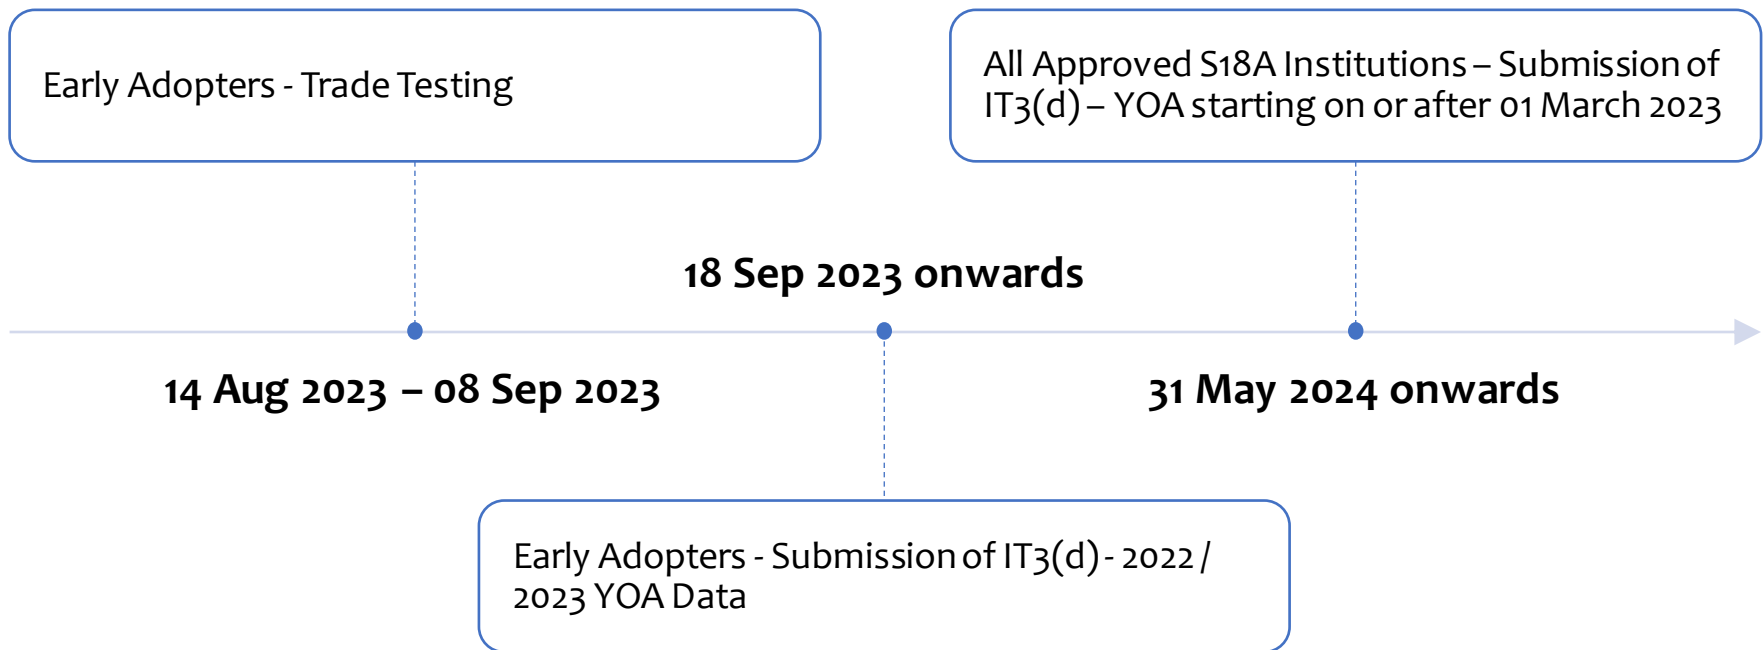 Early Adopters - Trade Testing
All Approved S18A Institutions – Submission of
IT3(d) – YOA starting on or after 01 March 2023
18 Sep 2023 onwards
14 Aug 2023 – 08 Sep 2023
31 May 2024 onwards
Early Adopters - Submission of IT3(d) - 2022 /
2023 YOA Data